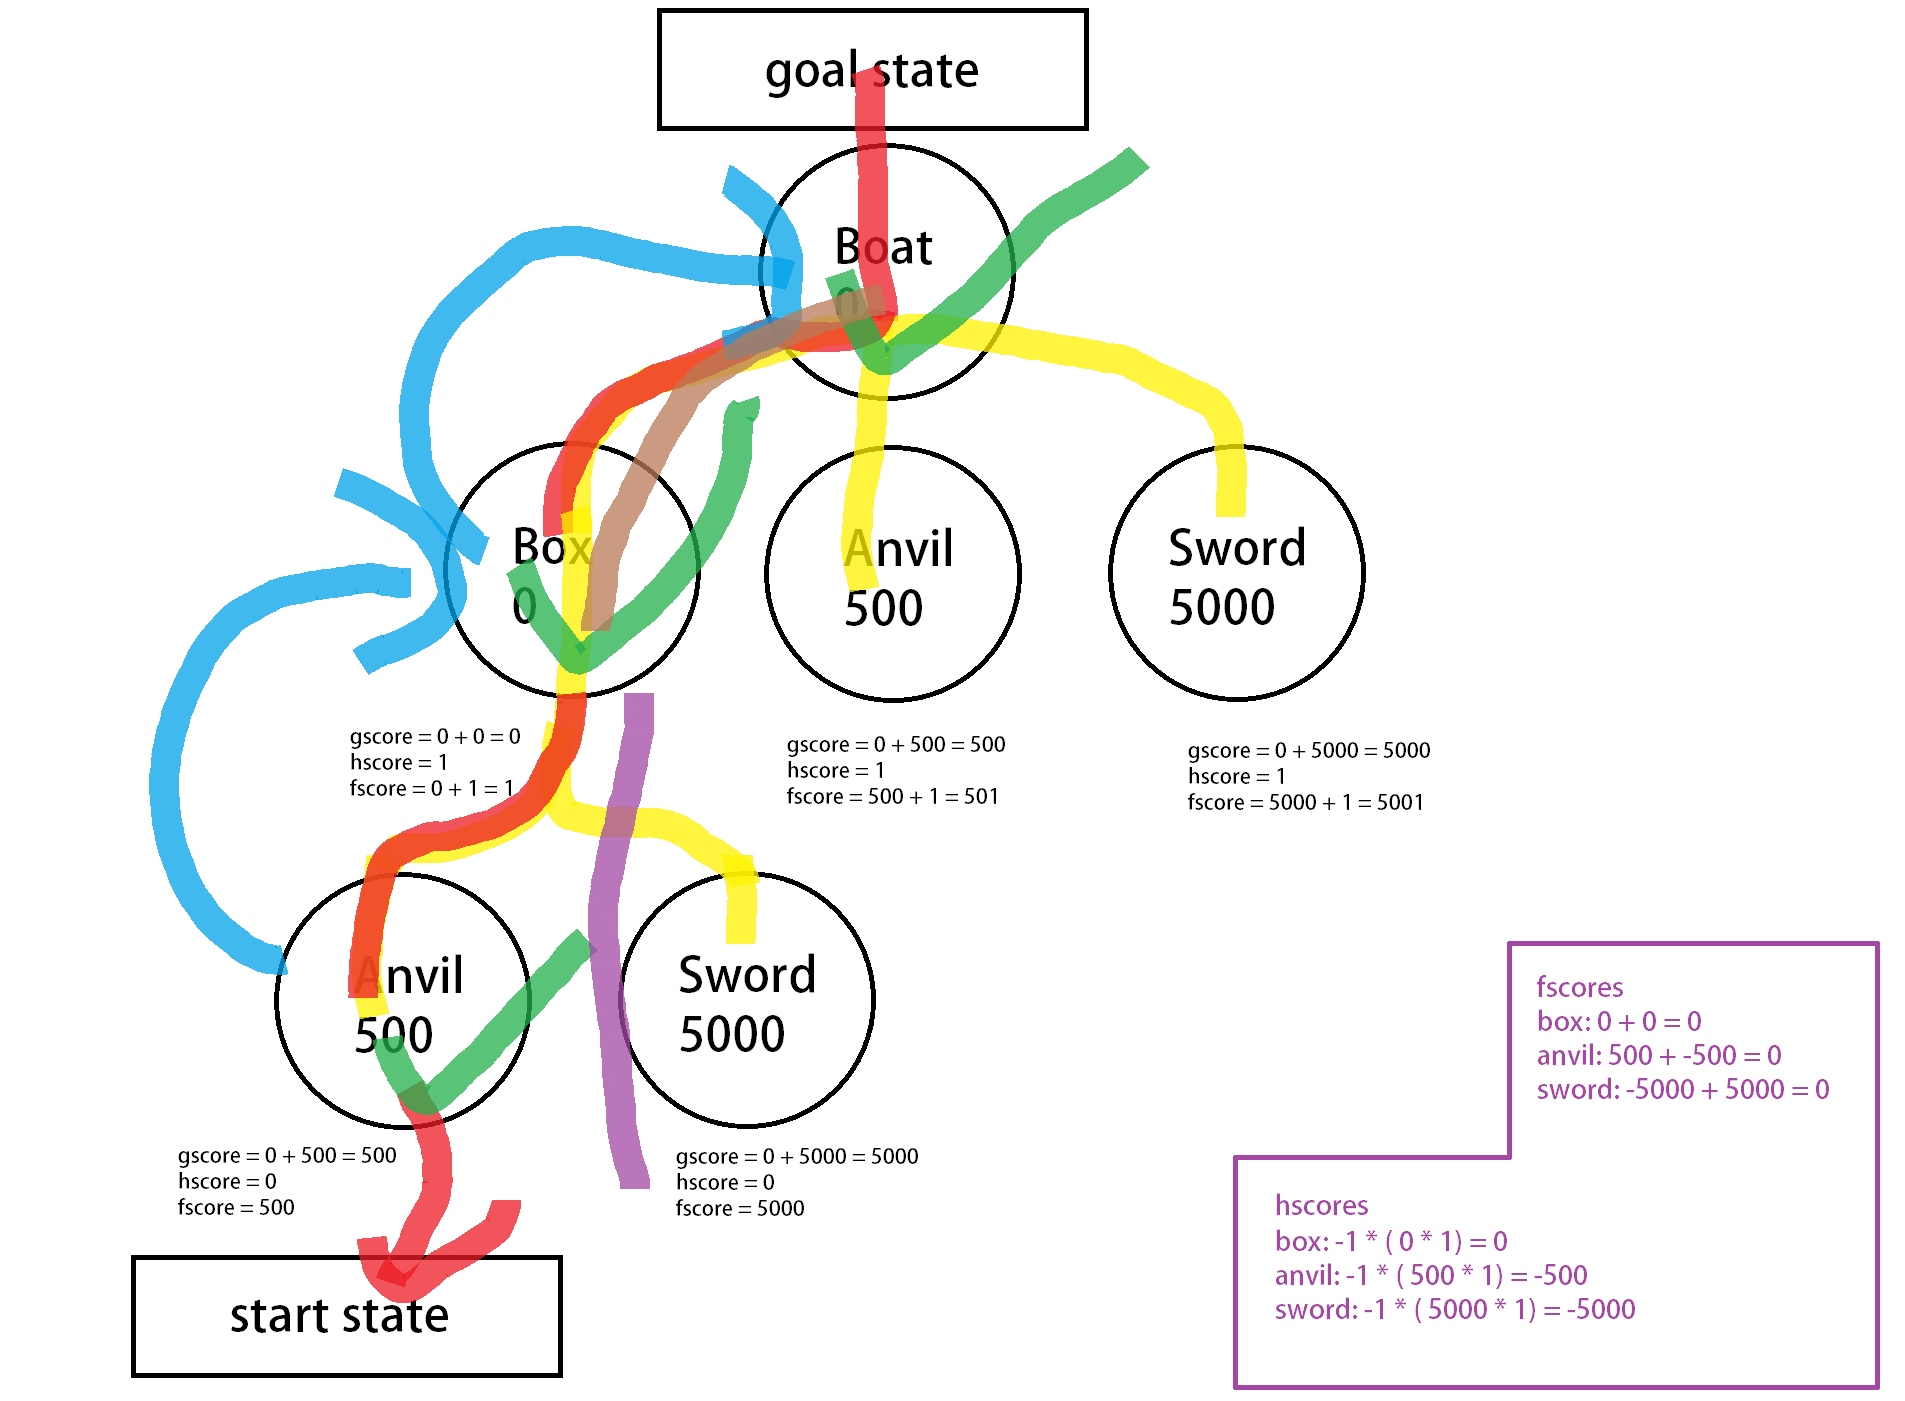 goal state
Boat
0
Box
0
Anvil
500
Sword
5000
gscore = 0 + 0 = 0
hscore = 1
fscore = 0 + 1 = 1
gscore = 0 + 500 = 500
hscore = 1
fscore = 500 + 1 = 501
gscore = 0 + 5000 = 5000
hscore = 1
fscore = 5000 + 1 = 5001
Anvil
500
Sword
5000
gscore = 0 + 500 = 500
hscore = 0
fscore = 500
gscore = 0 + 5000 = 5000
hscore = 0
fscore = 5000
start state
fscores
box: 0 + 0 = 0
anvil: 500 + -500 = 0
sword: -5000 + 5000 = 0
hscores
box: -1 * ( 0 * 1) = 0
anvil: -1 * ( 500 * 1) = -500
sword: -1 * ( 5000 * 1) = -5000